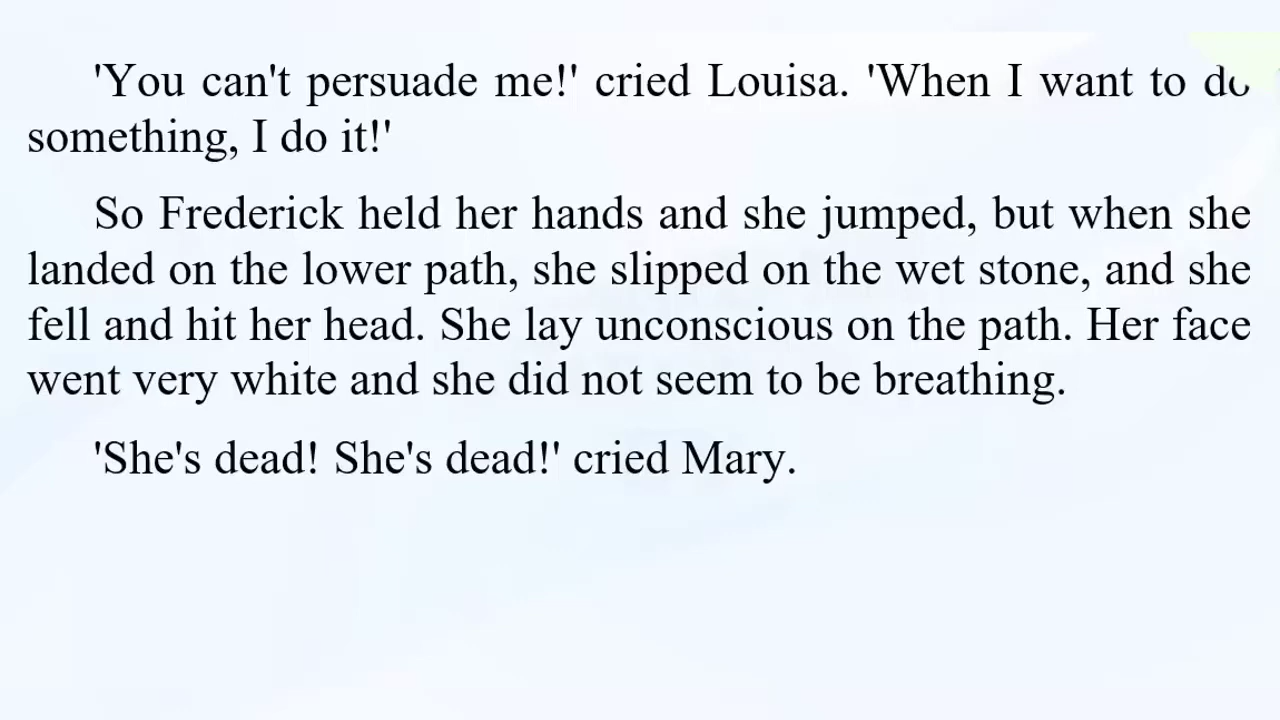 'You can't persuade me!' cried Louisa. 'When I want to do
something, I do it!'
So Frederick held her hands and she jumped, but when she
landed on the lower path, she slipped on the wet stone, and she
fell and hit her head. She lay unconscious on the path. Her face
went very white and she did not seem to be breathing.
'She's dead! She's dead!' cried Mary.